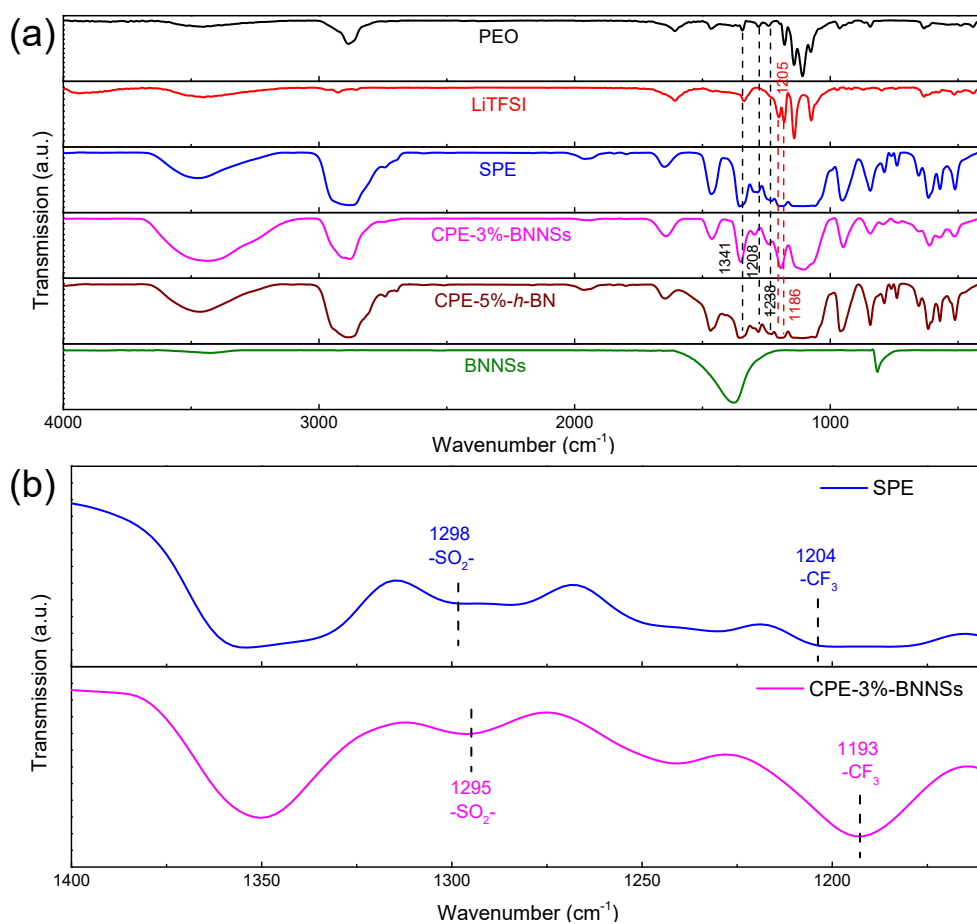 (a)
PEO
1205
LiTFSI
SPE
CPE-3%-BNNSs
1341
1208
1238
1186
CPE-5%-h-BN
BNNSs
Transmission (a.u.)
4000 3000 2000 1000
Wavenumber (cm⁻¹)
(b)
SPE
1298
-SO₂-
1204
-CF₃
CPE-3%-BNNSs
1295
-SO₂-
1193
-CF₃
Transmission (a.u.)
1400 1350 1300 1250 1200
Wavenumber (cm⁻¹)